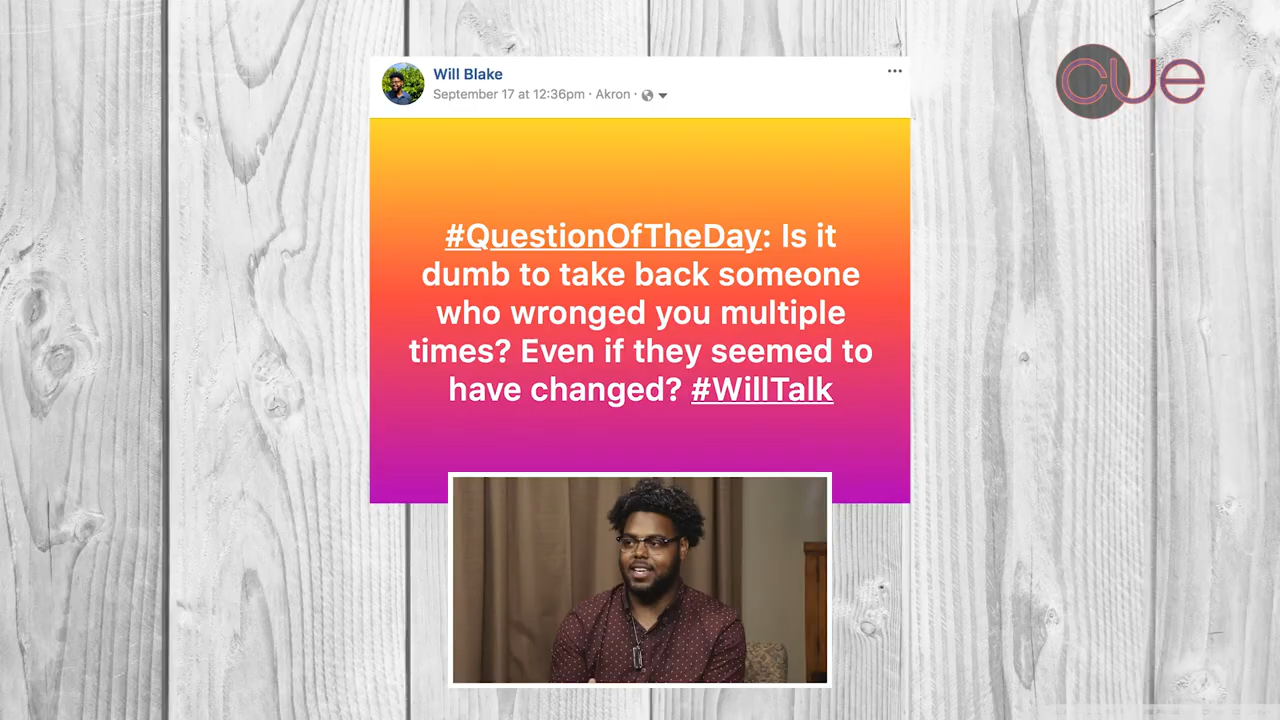 Will Blake
September 17 at 12:36pm · Akron ·
cue
#QuestionOfTheDay: Is it
dumb to take back someone
who wronged you multiple
times? Even if they seemed to
have changed? #WillTalk